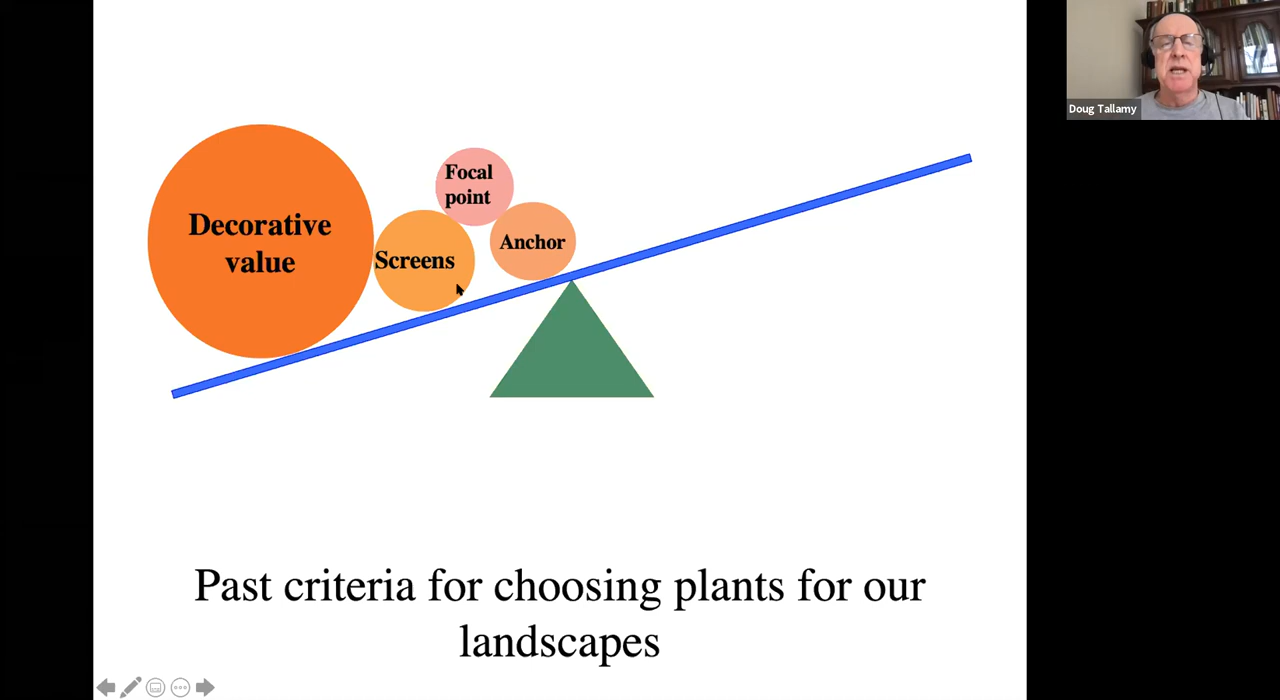 Decorative
value
Screens
Focal
point
Anchor
Past criteria for choosing plants for our
landscapes
Doug Tallamy